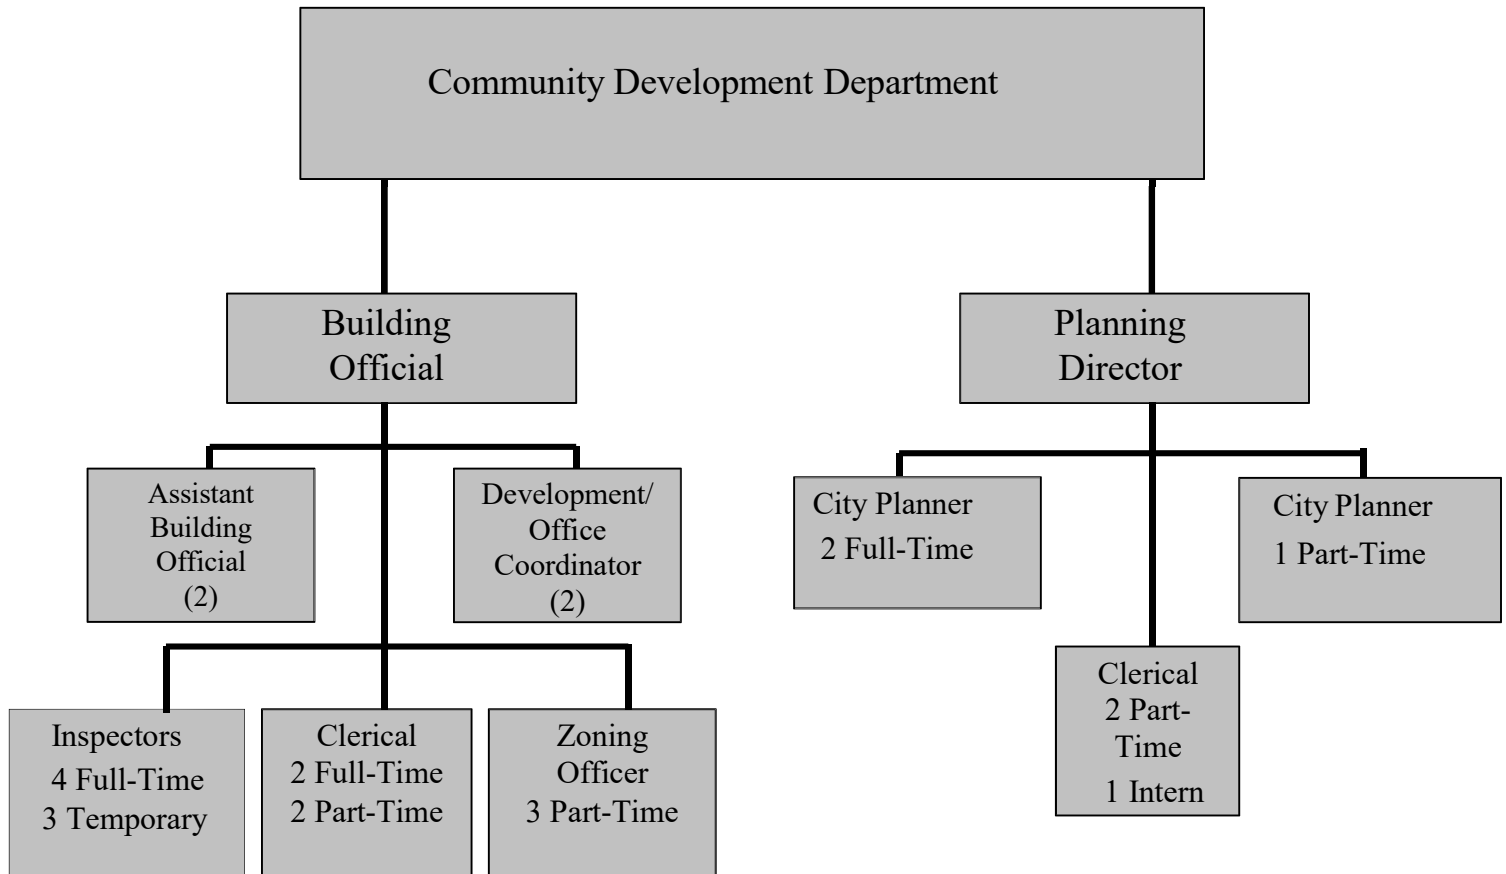 Community Development Department
Building
Official
Planning
Director
Assistant
Building
Official
(2)
Development/
Office
Coordinator
(2)
City Planner
2 Full-Time
City Planner
1 Part-Time
Inspectors
4 Full-Time
3 Temporary
Clerical
2 Full-Time
2 Part-Time
Zoning
Officer
3 Part-Time
Clerical
2 Part-
Time
1 Intern